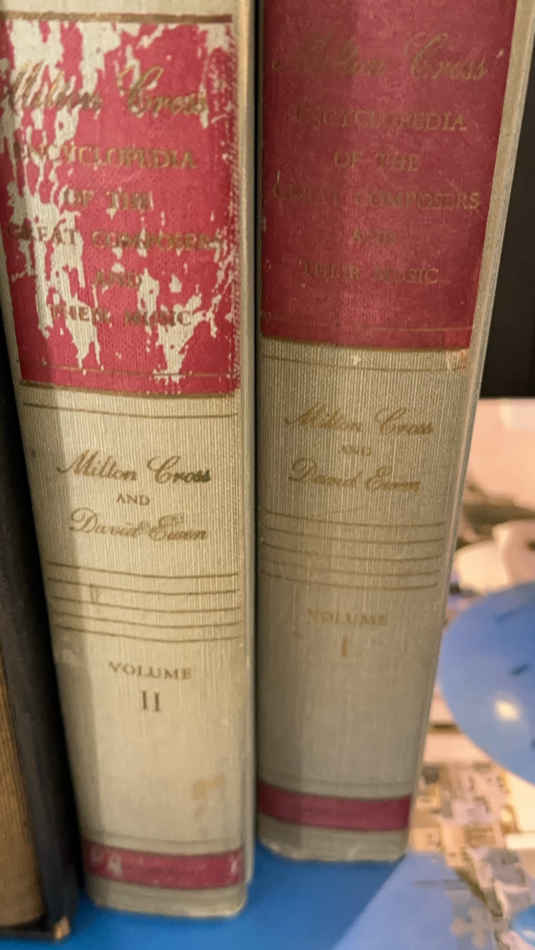 Milton Cross
ENCYCLOPEDIA
OF THE
GREAT COMPOSERS
AND
THEIR MUSIC
Milton Cross
AND
David Ewen
VOLUME
II
Milton Cross
ENCYCLOPEDIA
OF THE
GREAT COMPOSERS
AND
THEIR MUSIC
Milton Cross
AND
David Ewen
VOLUME
I